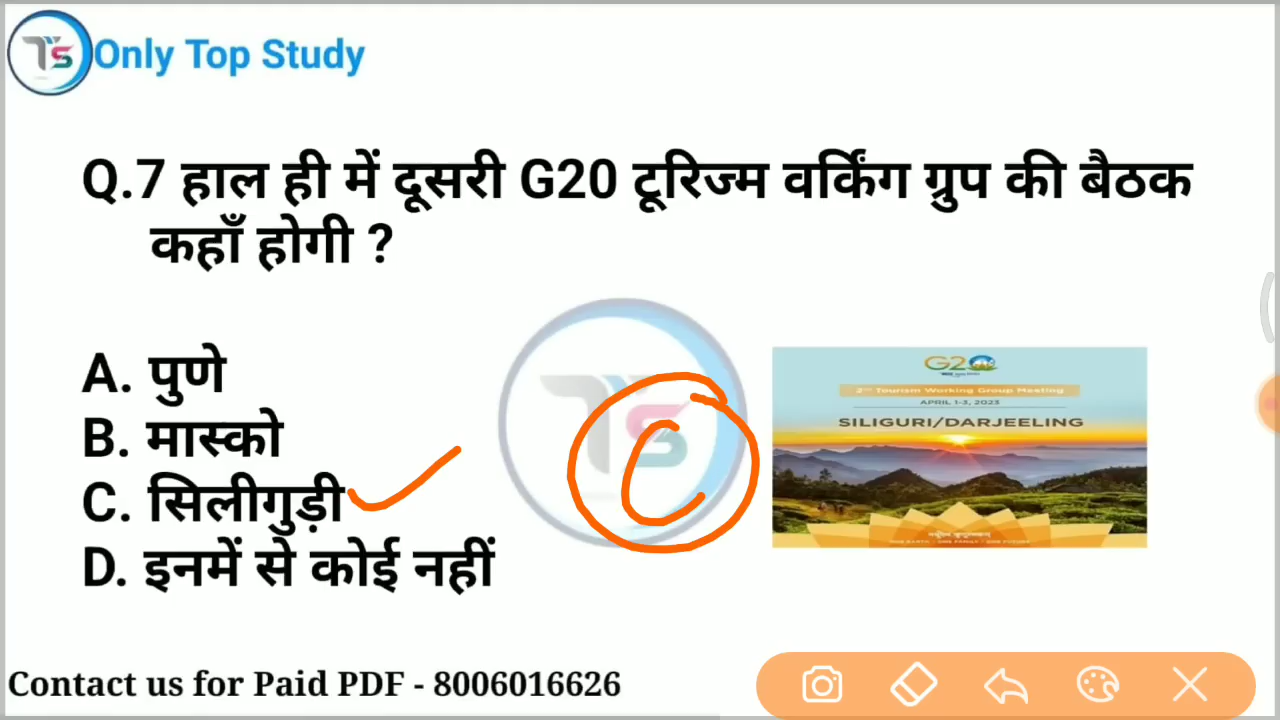 Only Top Study
Q.7 हाल ही में दूसरी G20 टूरिज्म वर्किंग ग्रुप की बैठक
कहाँ होगी ?
A. पुणे
B. मास्को
C. सिलीगुड़ी
D. इनमें से कोई नहीं
C
G20
2ND Tourism Working Group Meeting
APRIL 1-3, 2023
SILIGURI/DARJEELING
Contact us for Paid PDF - 8006016626